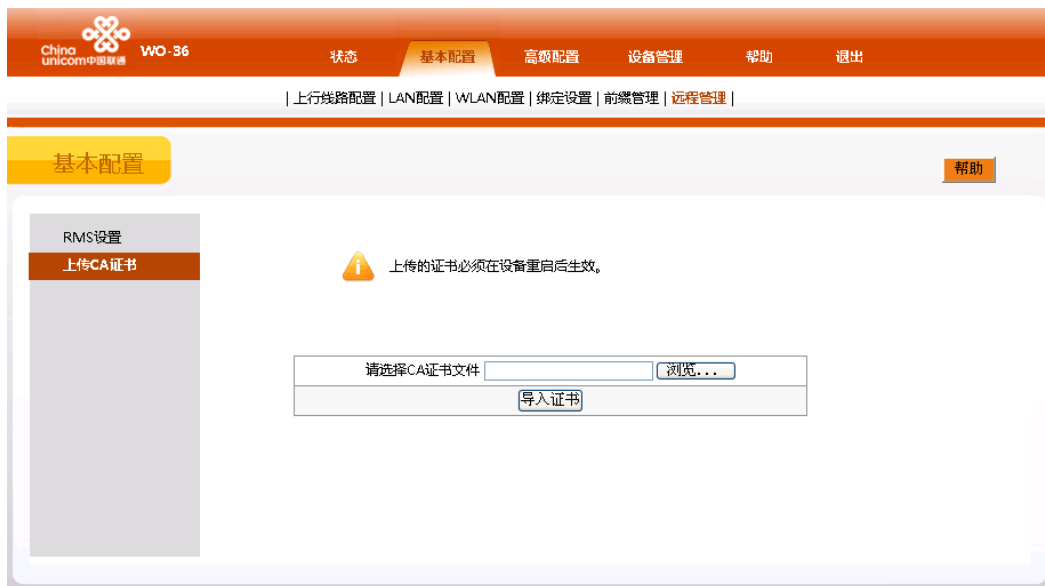 China
unicom中国联通
WO-36
状态 基本配置 高级配置 设备管理 帮助 退出
| 上行线路配置 | LAN配置 | WLAN配置 | 绑定设置 | 前缀管理 | 远程管理 |
基本配置
帮助
RMS设置
上传CA证书
上传的证书必须在设备重启后生效。
请选择CA证书文件 浏览...
导入证书